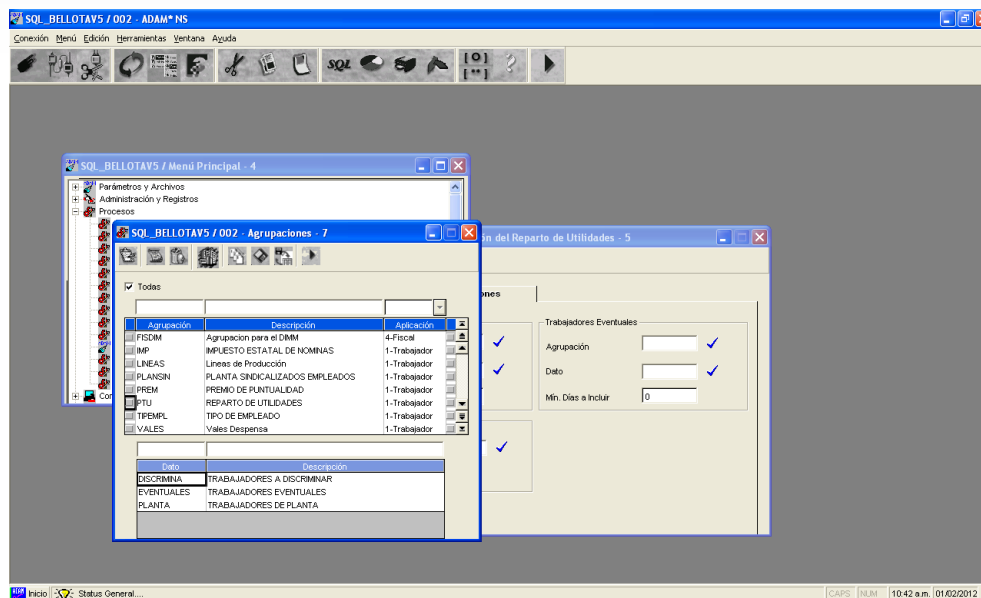 SQL_BELLOTAV5 / 002 - ADAM* NS
Conexión Menú Edición Herramientas Ventana Ayuda
SQL
SQL_BELLOTAV5 / Menú Principal - 4
Parámetros y Archivos
Administración y Registros
Procesos
SQL_BELLOTAV5 / 002 - Agrupaciones - 7
ón del Reparto de Utilidades - 5
Todas
Agrupación Descripción Aplicación
FISDIM Agrupacion para el DIMM 4-Fiscal
IMP IMPUESTO ESTATAL DE NOMINAS 1-Trabajador
LINEAS Lineas de Producción 1-Trabajador
PLANSIN PLANTA SINDICALIZADOS EMPLEADOS 1-Trabajador
PREM PREMIO DE PUNTUALIDAD 1-Trabajador
PTU REPARTO DE UTILIDADES 1-Trabajador
TIPEMPL TIPO DE EMPLEADO 1-Trabajador
VALES Vales Despensa 1-Trabajador
Dato Descripción
DISCRIMINA TRABAJADORES A DISCRIMINAR
EVENTUALES TRABAJADORES EVENTUALES
PLANTA TRABAJADORES DE PLANTA
Cor
ones
Trabajadores Eventuales
Agrupación
Dato
Mín. Días a Incluir 0
Inicio Status General.... CAPS NUM 10:42 a.m. 01/02/2012